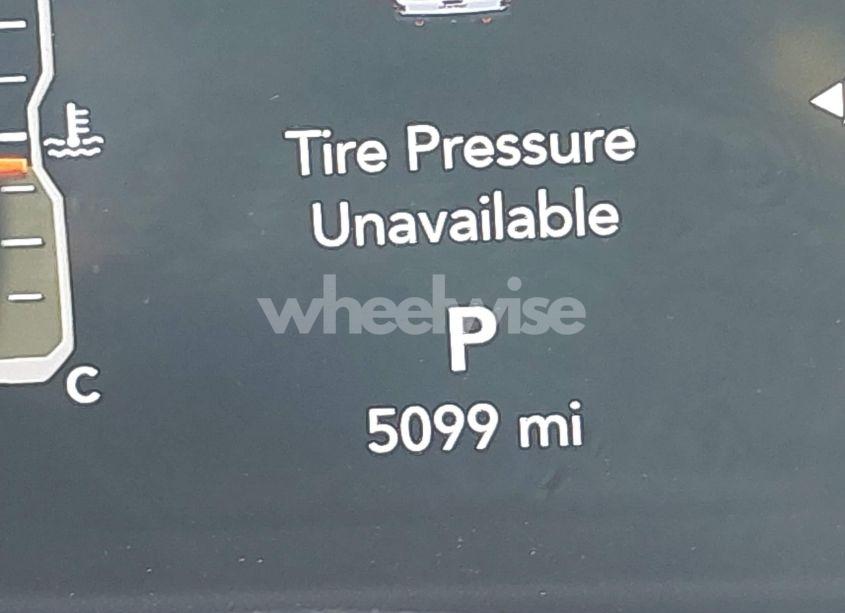 Tire Pressure
Unavailable
wheelwise
P
5099 mi
C